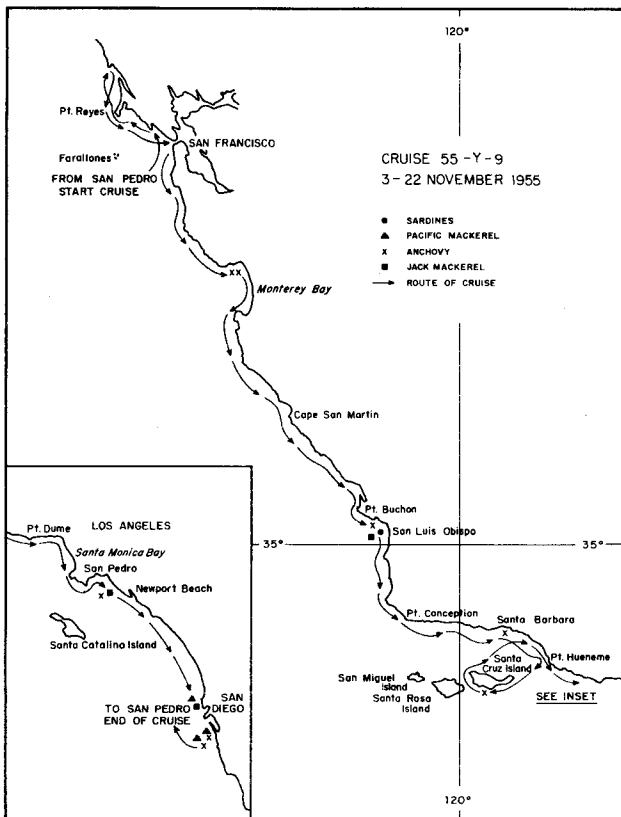 120°
Pt. Reyes
SAN FRANCISCO
Farallones
FROM SAN PEDRO
START CRUISE
CRUISE 55-Y-9
3-22 NOVEMBER 1955
SARDINES
PACIFIC MACKEREL
x ANCHOVY
JACK MACKEREL
ROUTE OF CRUISE
xx
Monterey Bay
Cape San Martin
Pt. Buchon
x
San Luis Obispo
35°
35°
Pt. Conception
Santa Barbara
x
Pt. Hueneme
Santa
Cruz Island
San Miguel
Island
Santa Rosa
Island
x
SEE INSET
120°
LOS ANGELES
Pt. Dume
Santa Monica Bay
San Pedro
Newport Beach
x
Santa Catalina Island
SAN
DIEGO
TO SAN PEDRO
END OF CRUISE
x
x